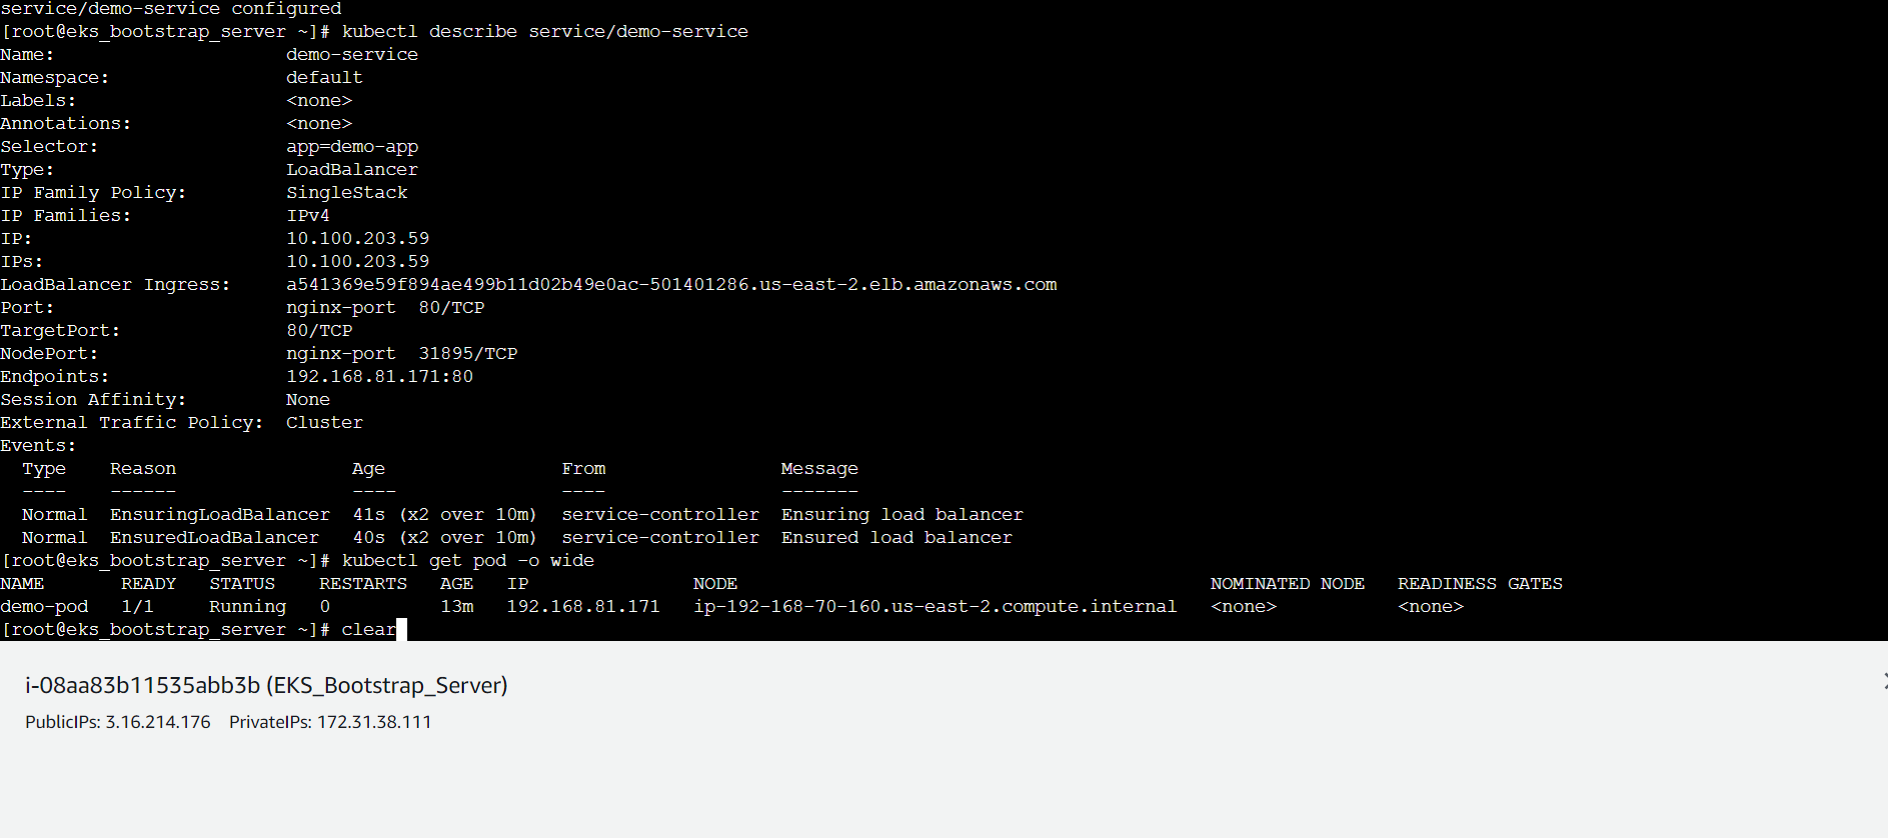 service/demo-service configured
[root@eks_bootstrap_server ~]# kubectl describe service/demo-service
Name:                     demo-service
Namespace:                default
Labels:                   <none>
Annotations:              <none>
Selector:                 app=demo-app
Type:                     LoadBalancer
IP Family Policy:         SingleStack
IP Families:              IPv4
IP:                       10.100.203.59
IPs:                      10.100.203.59
LoadBalancer Ingress:     a541369e59f894ae499b11d02b49e0ac-501401286.us-east-2.elb.amazonaws.com
Port:                     nginx-port  80/TCP
TargetPort:               80/TCP
NodePort:                 nginx-port  31895/TCP
Endpoints:                192.168.81.171:80
Session Affinity:         None
External Traffic Policy:  Cluster
Events:
  Type    Reason                Age                From                Message
  ----    ------                ----               ----                -------
  Normal  EnsuringLoadBalancer  41s (x2 over 10m)  service-controller  Ensuring load balancer
  Normal  EnsuredLoadBalancer   40s (x2 over 10m)  service-controller  Ensured load balancer
[root@eks_bootstrap_server ~]# kubectl get pod -o wide
NAME       READY   STATUS    RESTARTS   AGE   IP               NODE                                           NOMINATED NODE   READINESS GATES
demo-pod   1/1     Running   0          13m   192.168.81.171   ip-192-168-70-160.us-east-2.compute.internal   <none>           <none>
[root@eks_bootstrap_server ~]# clear
i-08aa83b11535abb3b (EKS_Bootstrap_Server)
PublicIPs: 3.16.214.176    PrivateIPs: 172.31.38.111